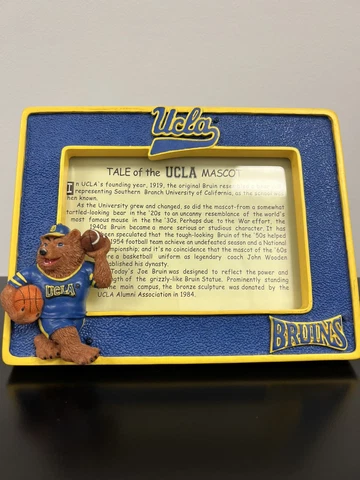 Ucla
TALE of the UCLA MASCOT
In UCLA's founding year, 1919, the original Bruin
representing Southern Branch University of California, as the school was
hen known.
As the University grew and changed, so did the mascot-from a somewhat
startled-looking bear in the '20s to an uncanny resemblance of the world's
most famous mouse in the the '30s. Perhaps due to the War effort, the
1940s Bruin became a more serious or studious character. It has
been speculated that the tough-looking Bruin of the '50s helped
1954 football team achieve an undefeated season and a National
mpionship; and it's no coincidence that the mascot of the '60s
re a basketball uniform as legendary coach John Wooden
ablished his dynasty.
Today's Joe Bruin was designed to reflect the power and
ngth of the grizzly-like Bruin Statue. Prominently standing
he main campus, the bronze sculpture was donated by the
UCLA Alumni Association in 1984.
UCLA
BRUINS